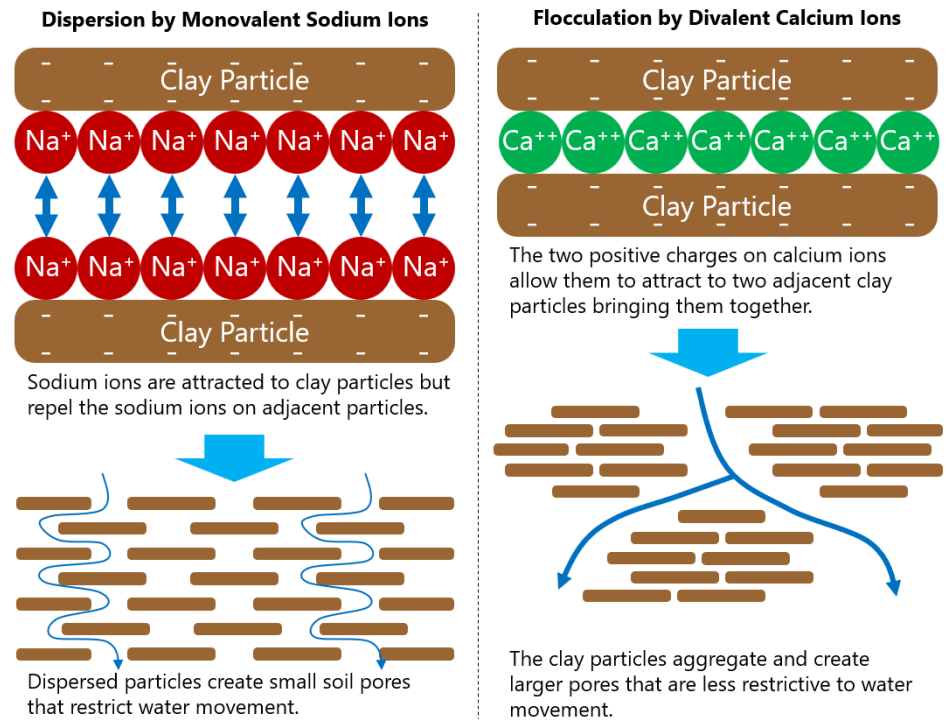 Dispersion by Monovalent Sodium Ions
Clay Particle
Na⁺ Na⁺ Na⁺ Na⁺ Na⁺ Na⁺ Na⁺
Na⁺ Na⁺ Na⁺ Na⁺ Na⁺ Na⁺ Na⁺
Clay Particle
Sodium ions are attracted to clay particles but
repel the sodium ions on adjacent particles.
Dispersed particles create small soil pores
that restrict water movement.
Flocculation by Divalent Calcium Ions
Clay Particle
Ca⁺⁺ Ca⁺⁺ Ca⁺⁺ Ca⁺⁺ Ca⁺⁺ Ca⁺⁺ Ca⁺⁺
Clay Particle
The two positive charges on calcium ions
allow them to attract to two adjacent clay
particles bringing them together.
The clay particles aggregate and create
larger pores that are less restrictive to water
movement.